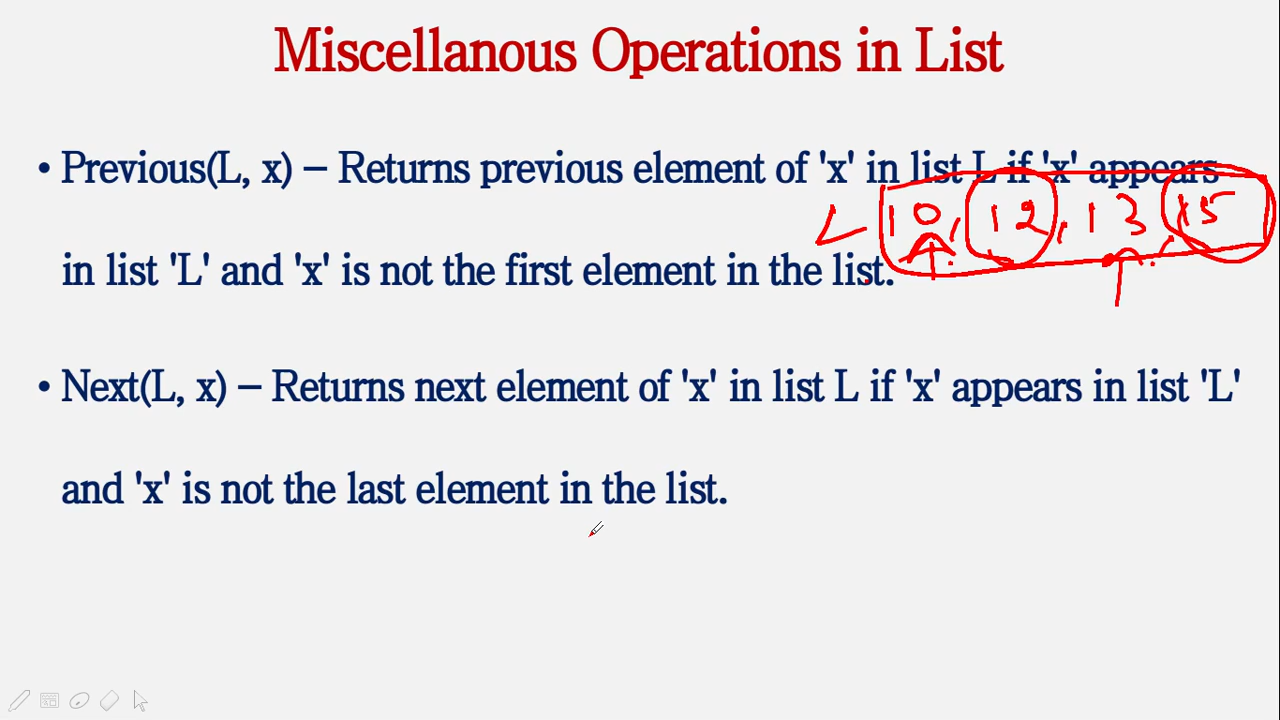 Miscellanous Operations in List
• Previous(L, x) – Returns previous element of 'x' in list L if 'x' appears
L 10, 12, 13, 15
in list 'L' and 'x' is not the first element in the list.
• Next(L, x) – Returns next element of 'x' in list L if 'x' appears in list 'L'
and 'x' is not the last element in the list.